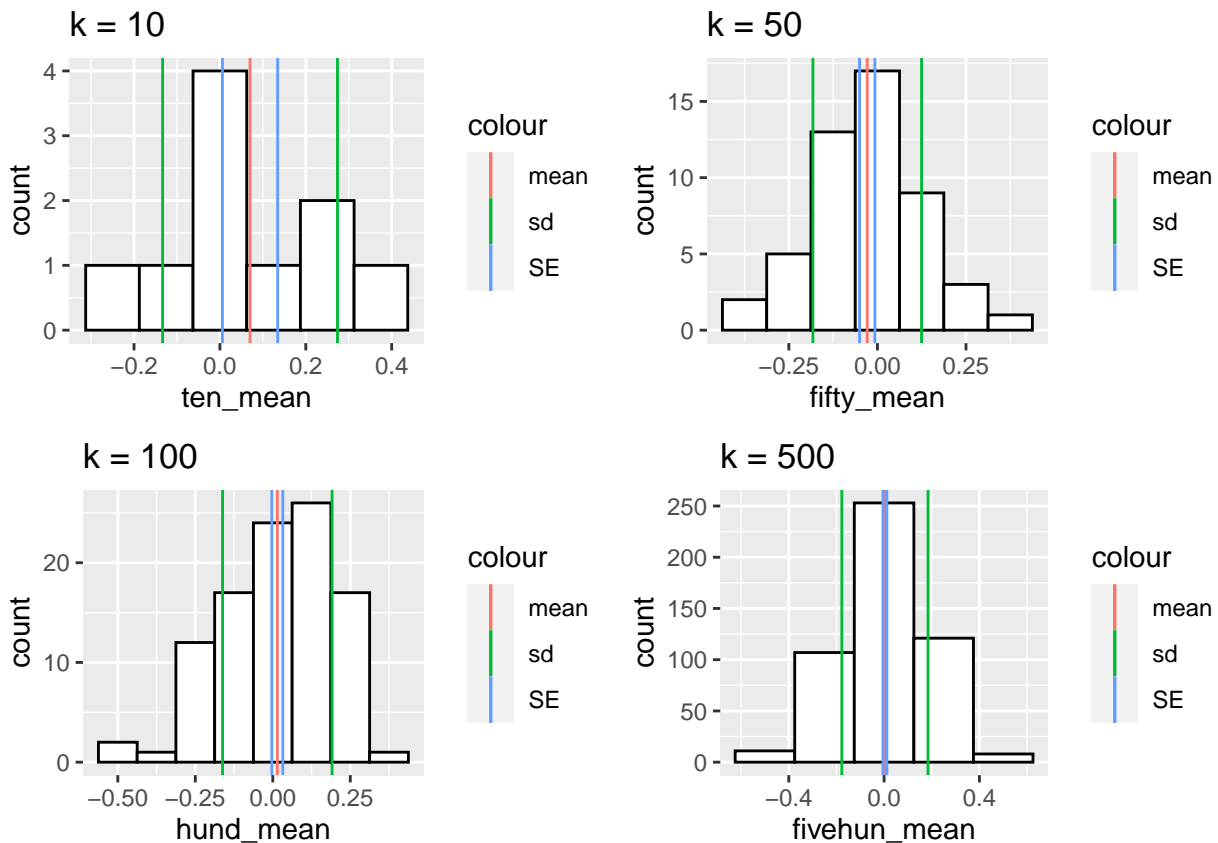 k = 10
count
4
3
2
1
0
−0.2 0.0 0.2 0.4
ten_mean
colour
mean
sd
SE
k = 50
count
15
10
5
0
−0.25 0.00 0.25
fifty_mean
colour
mean
sd
SE
k = 100
count
20
10
0
−0.50 −0.25 0.00 0.25
hund_mean
colour
mean
sd
SE
k = 500
count
250
200
150
100
50
0
−0.4 0.0 0.4
fivehun_mean
colour
mean
sd
SE